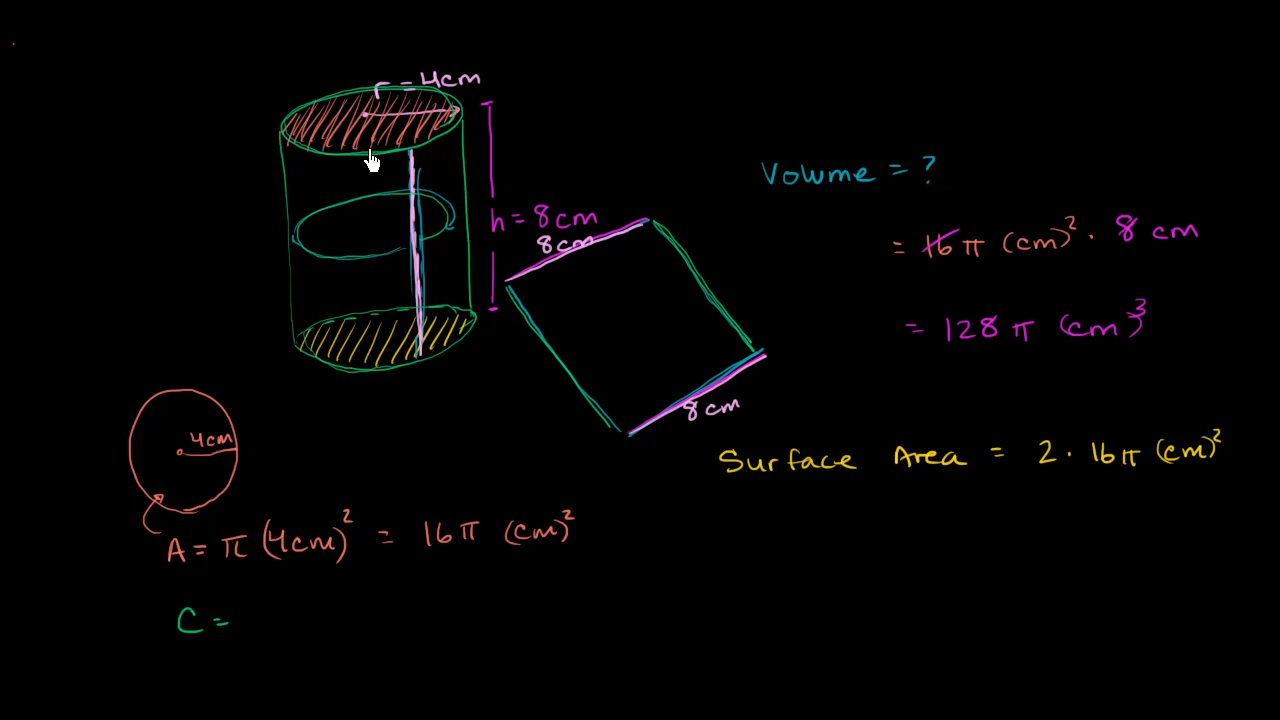 r = 4cm
h = 8cm
8cm
8cm
Volume = ?
= 16π (cm)² · 8 cm
= 128 π (cm)³
4cm
Surface Area = 2 · 16π (cm)²
A = π (4cm)² = 16π (cm)²
C =